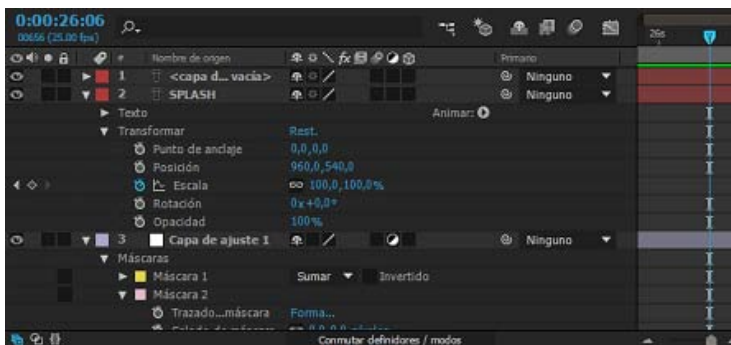 0:00:26:06
00656 (25.00 fps)
26s
# Nombre de origen fx Primario
1 <capa d... vacía> Ninguno
2 SPLASH Ninguno
Texto Animar:
Transformar Rest.
Punto de anclaje 0,0,0,0
Posición 960,0,540,0
Escala 100,0,100,0%
Rotación 0x+0,0°
Opacidad 100%
3 Capa de ajuste 1 Ninguno
Máscaras
Máscara 1 Sumar Invertido
Máscara 2
Trazado...máscara Forma...
Conmutar definidores / modos